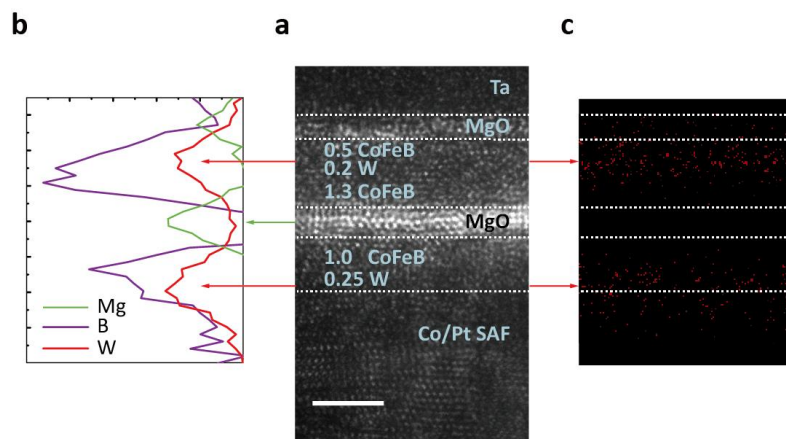 b
a
c
Ta
MgO
0.5 CoFeB
0.2 W
1.3 CoFeB
MgO
1.0 CoFeB
0.25 W
Co/Pt SAF
Mg
B
W